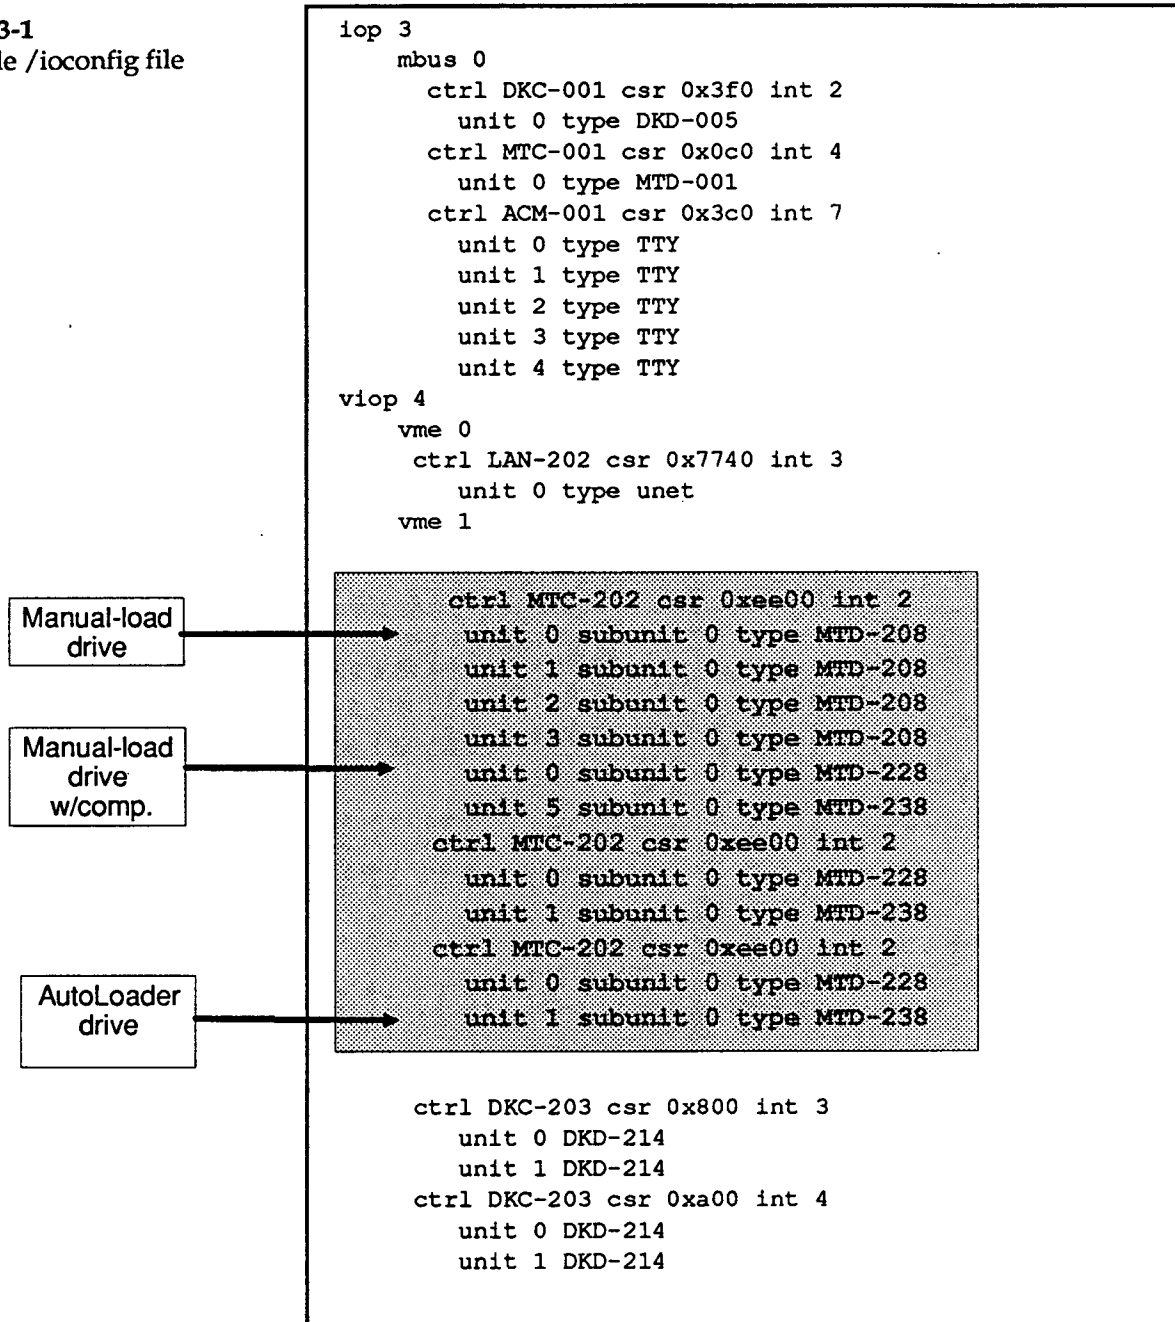 3-1
le /ioconfig file
iop 3
mbus 0
ctrl DKC-001 csr 0x3f0 int 2
unit 0 type DKD-005
ctrl MTC-001 csr 0x0c0 int 4
unit 0 type MTD-001
ctrl ACM-001 csr 0x3c0 int 7
unit 0 type TTY
unit 1 type TTY
unit 2 type TTY
unit 3 type TTY
unit 4 type TTY
viop 4
vme 0
ctrl LAN-202 csr 0x7740 int 3
unit 0 type unet
vme 1
ctrl MTC-202 csr 0xee00 int 2
Manual-load
drive
unit 0 subunit 0 type MTD-208
unit 1 subunit 0 type MTD-208
unit 2 subunit 0 type MTD-208
unit 3 subunit 0 type MTD-208
Manual-load
drive
w/comp.
unit 0 subunit 0 type MTD-228
unit 5 subunit 0 type MTD-238
ctrl MTC-202 csr 0xee00 int 2
unit 0 subunit 0 type MTD-228
unit 1 subunit 0 type MTD-238
ctrl MTC-202 csr 0xee00 int 2
unit 0 subunit 0 type MTD-228
AutoLoader
drive
unit 1 subunit 0 type MTD-238
ctrl DKC-203 csr 0x800 int 3
unit 0 DKD-214
unit 1 DKD-214
ctrl DKC-203 csr 0xa00 int 4
unit 0 DKD-214
unit 1 DKD-214